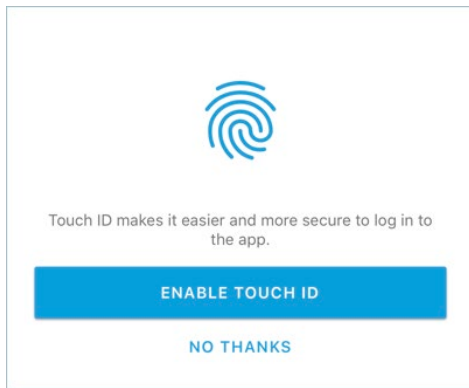 Touch ID makes it easier and more secure to log in to
the app.
ENABLE TOUCH ID
NO THANKS